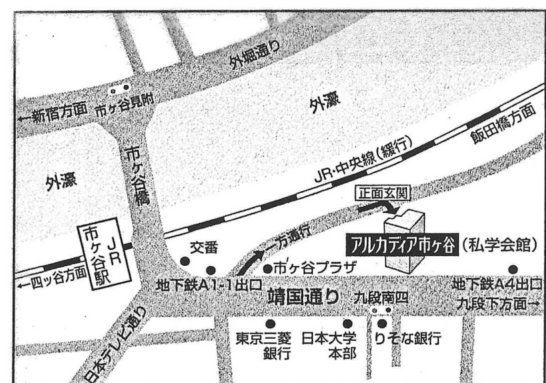 外堀通り
←新宿方面
市ヶ谷見附
外濠
外濠
市ヶ谷橋
JR・中央線(緩行)
飯田橋方面
正面玄関
JR
市ヶ谷駅
←四ッ谷方面
交番
一方通行
アルカディア市ヶ谷(私学会館)
市ヶ谷プラザ
地下鉄A1-1出口
靖国通り
九段南四
地下鉄A4出口
九段下方面→
日本テレビ通り
東京三菱
銀行
日本大学
本部
りそな銀行